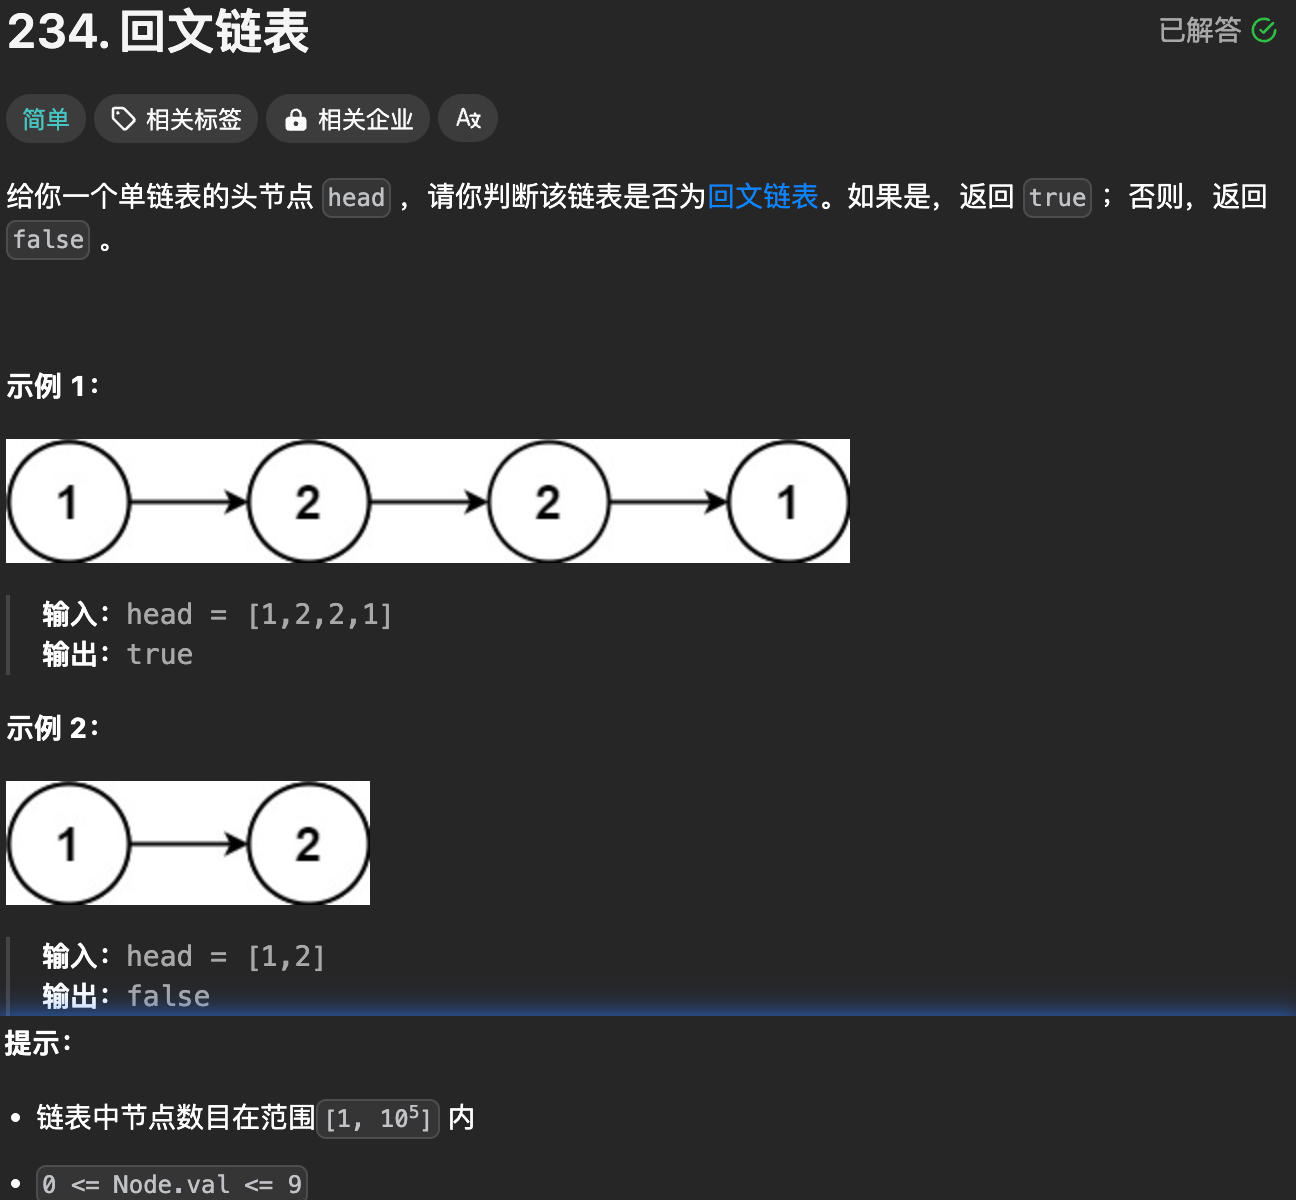 234. 回文链表
已解答
简单
相关标签
相关企业
给你一个单链表的头节点 head ，请你判断该链表是否为回文链表。如果是，返回 true ；否则，返回
false 。
示例 1：
1 2 2 1
输入：head = [1,2,2,1]
输出：true
示例 2：
1 2
输入：head = [1,2]
输出：false
提示：
• 链表中节点数目在范围[1, 10⁵] 内
• 0 <= Node.val <= 9